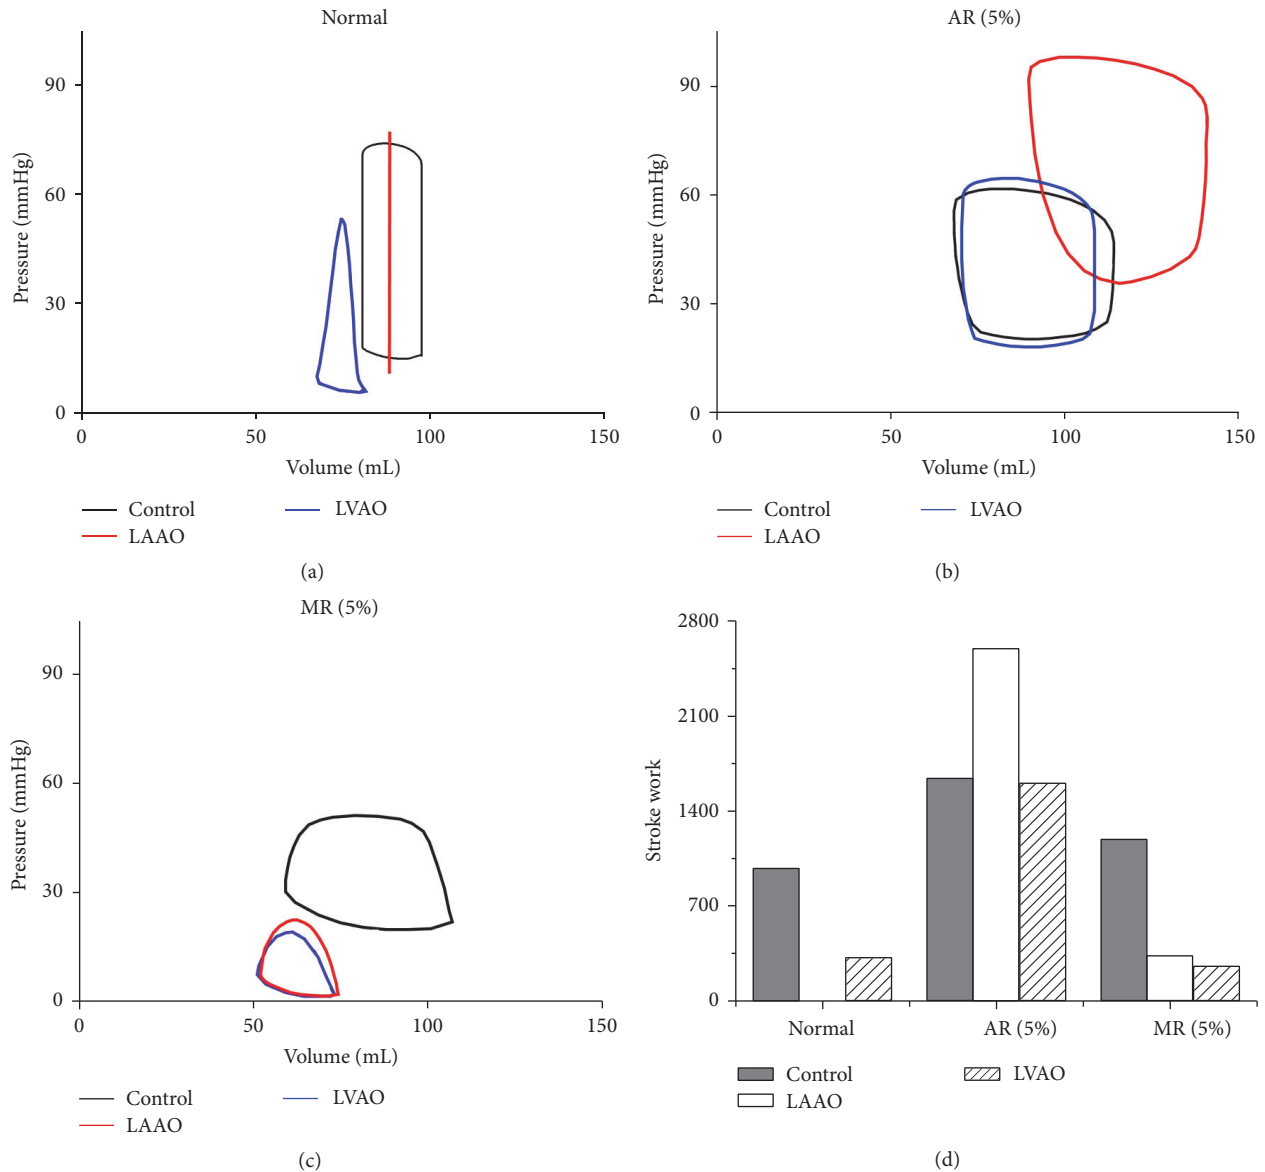 Normal
Pressure (mmHg)
90
60
30
0
0 50 100 150
Volume (mL)
Control LVAO
LAAO
(a)
AR (5%)
Pressure (mmHg)
90
60
30
0
0 50 100 150
Volume (mL)
Control LVAO
LAAO
(b)
MR (5%)
Pressure (mmHg)
90
60
30
0
0 50 100 150
Volume (mL)
Control LVAO
LAAO
(c)
Stroke work
2800
2100
1400
700
0
Normal AR (5%) MR (5%)
Control LVAO
LAAO
(d)